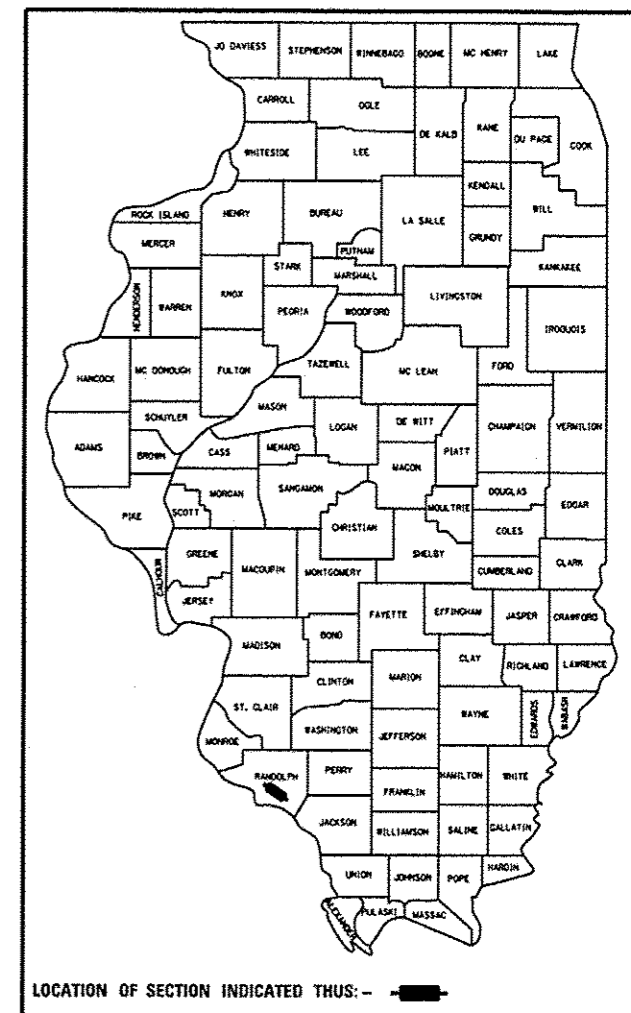 JO DAVIESS STEPHENSON WINNEBAGO BOONE MC HENRY LAKE
CARROLL OGLE DE KALB KANE DU PAGE COOK
WHITESIDE LEE
KENDALL WILL
ROCK ISLAND HENRY BUREAU LA SALLE
MERCER PUTNAM GRUNDY
STARK MARSHALL KANKAKEE
HENDERSON WARREN KNOX PEORIA WOODFORD LIVINGSTON IROQUOIS
HANCOCK MC DONOUGH FULTON TAZEWELL MC LEAN FORD
SCHUYLER MASON LOGAN DE WITT CHAMPAIGN VERMILION
ADAMS BROWN CASS MENARD MACON PIATT
PIKE SCOTT MORGAN SANGAMON CHRISTIAN MOULTRIE DOUGLAS EDGAR
COLES
GREENE MACOUPIN MONTGOMERY SHELBY CUMBERLAND CLARK
CALHOUN JERSEY FAYETTE EFFINGHAM JASPER CRAWFORD
MADISON BOND
CLAY RICHLAND LAWRENCE
CLINTON MARION
ST. CLAIR WAYNE EDWARDS WABASH
MONROE WASHINGTON JEFFERSON
RANDOLPH PERRY HAMILTON WHITE
FRANKLIN
JACKSON WILLIAMSON SALINE GALLATIN
UNION JOHNSON POPE HARDIN
ALEXANDER PULASKI MASSAC
LOCATION OF SECTION INDICATED THUS: -